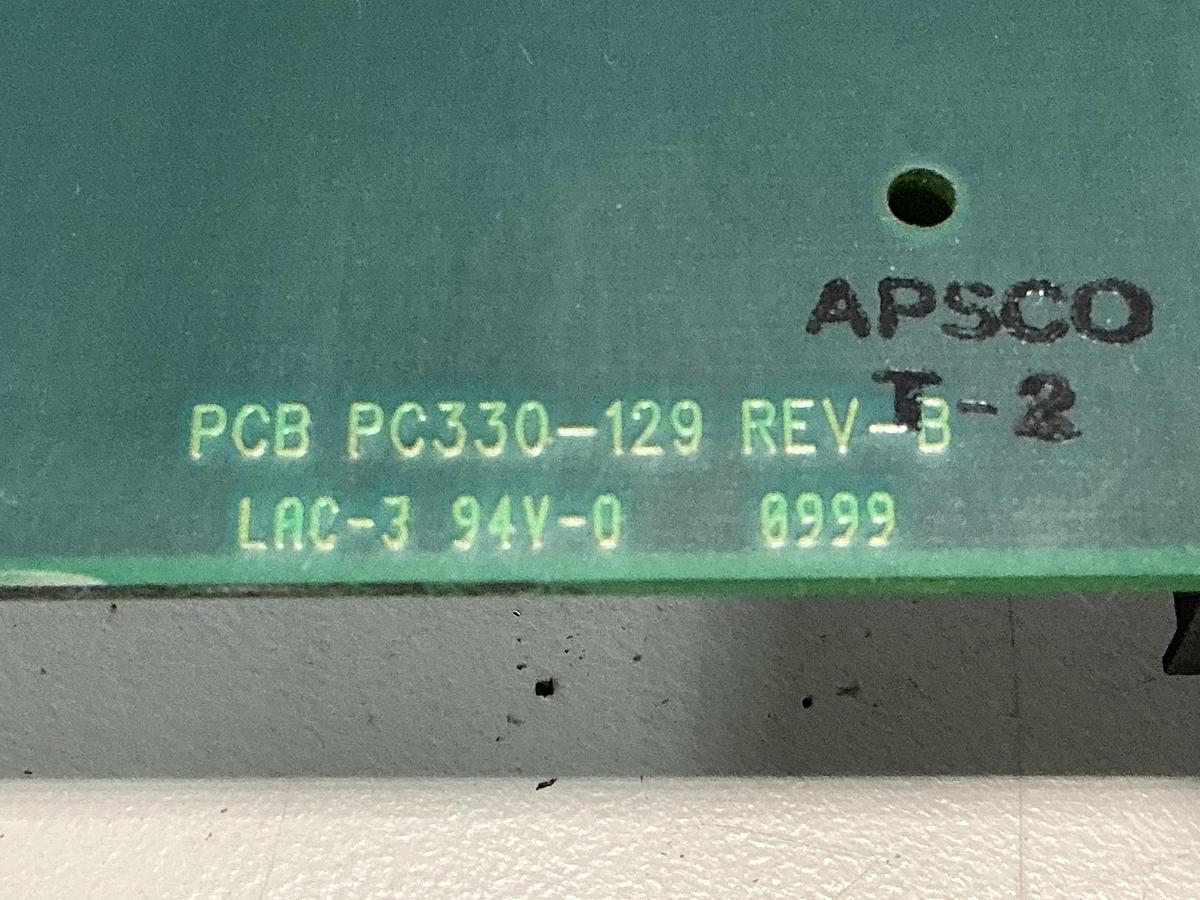 APSCO
T-2
PCB PC330-129 REV-B
LAC-3 94V-0 0999